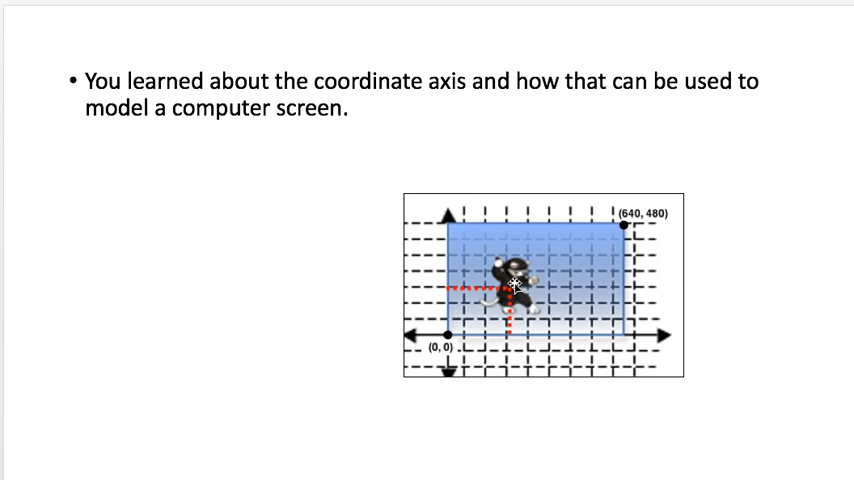 • You learned about the coordinate axis and how that can be used to
model a computer screen.
(640, 480)
(0, 0)